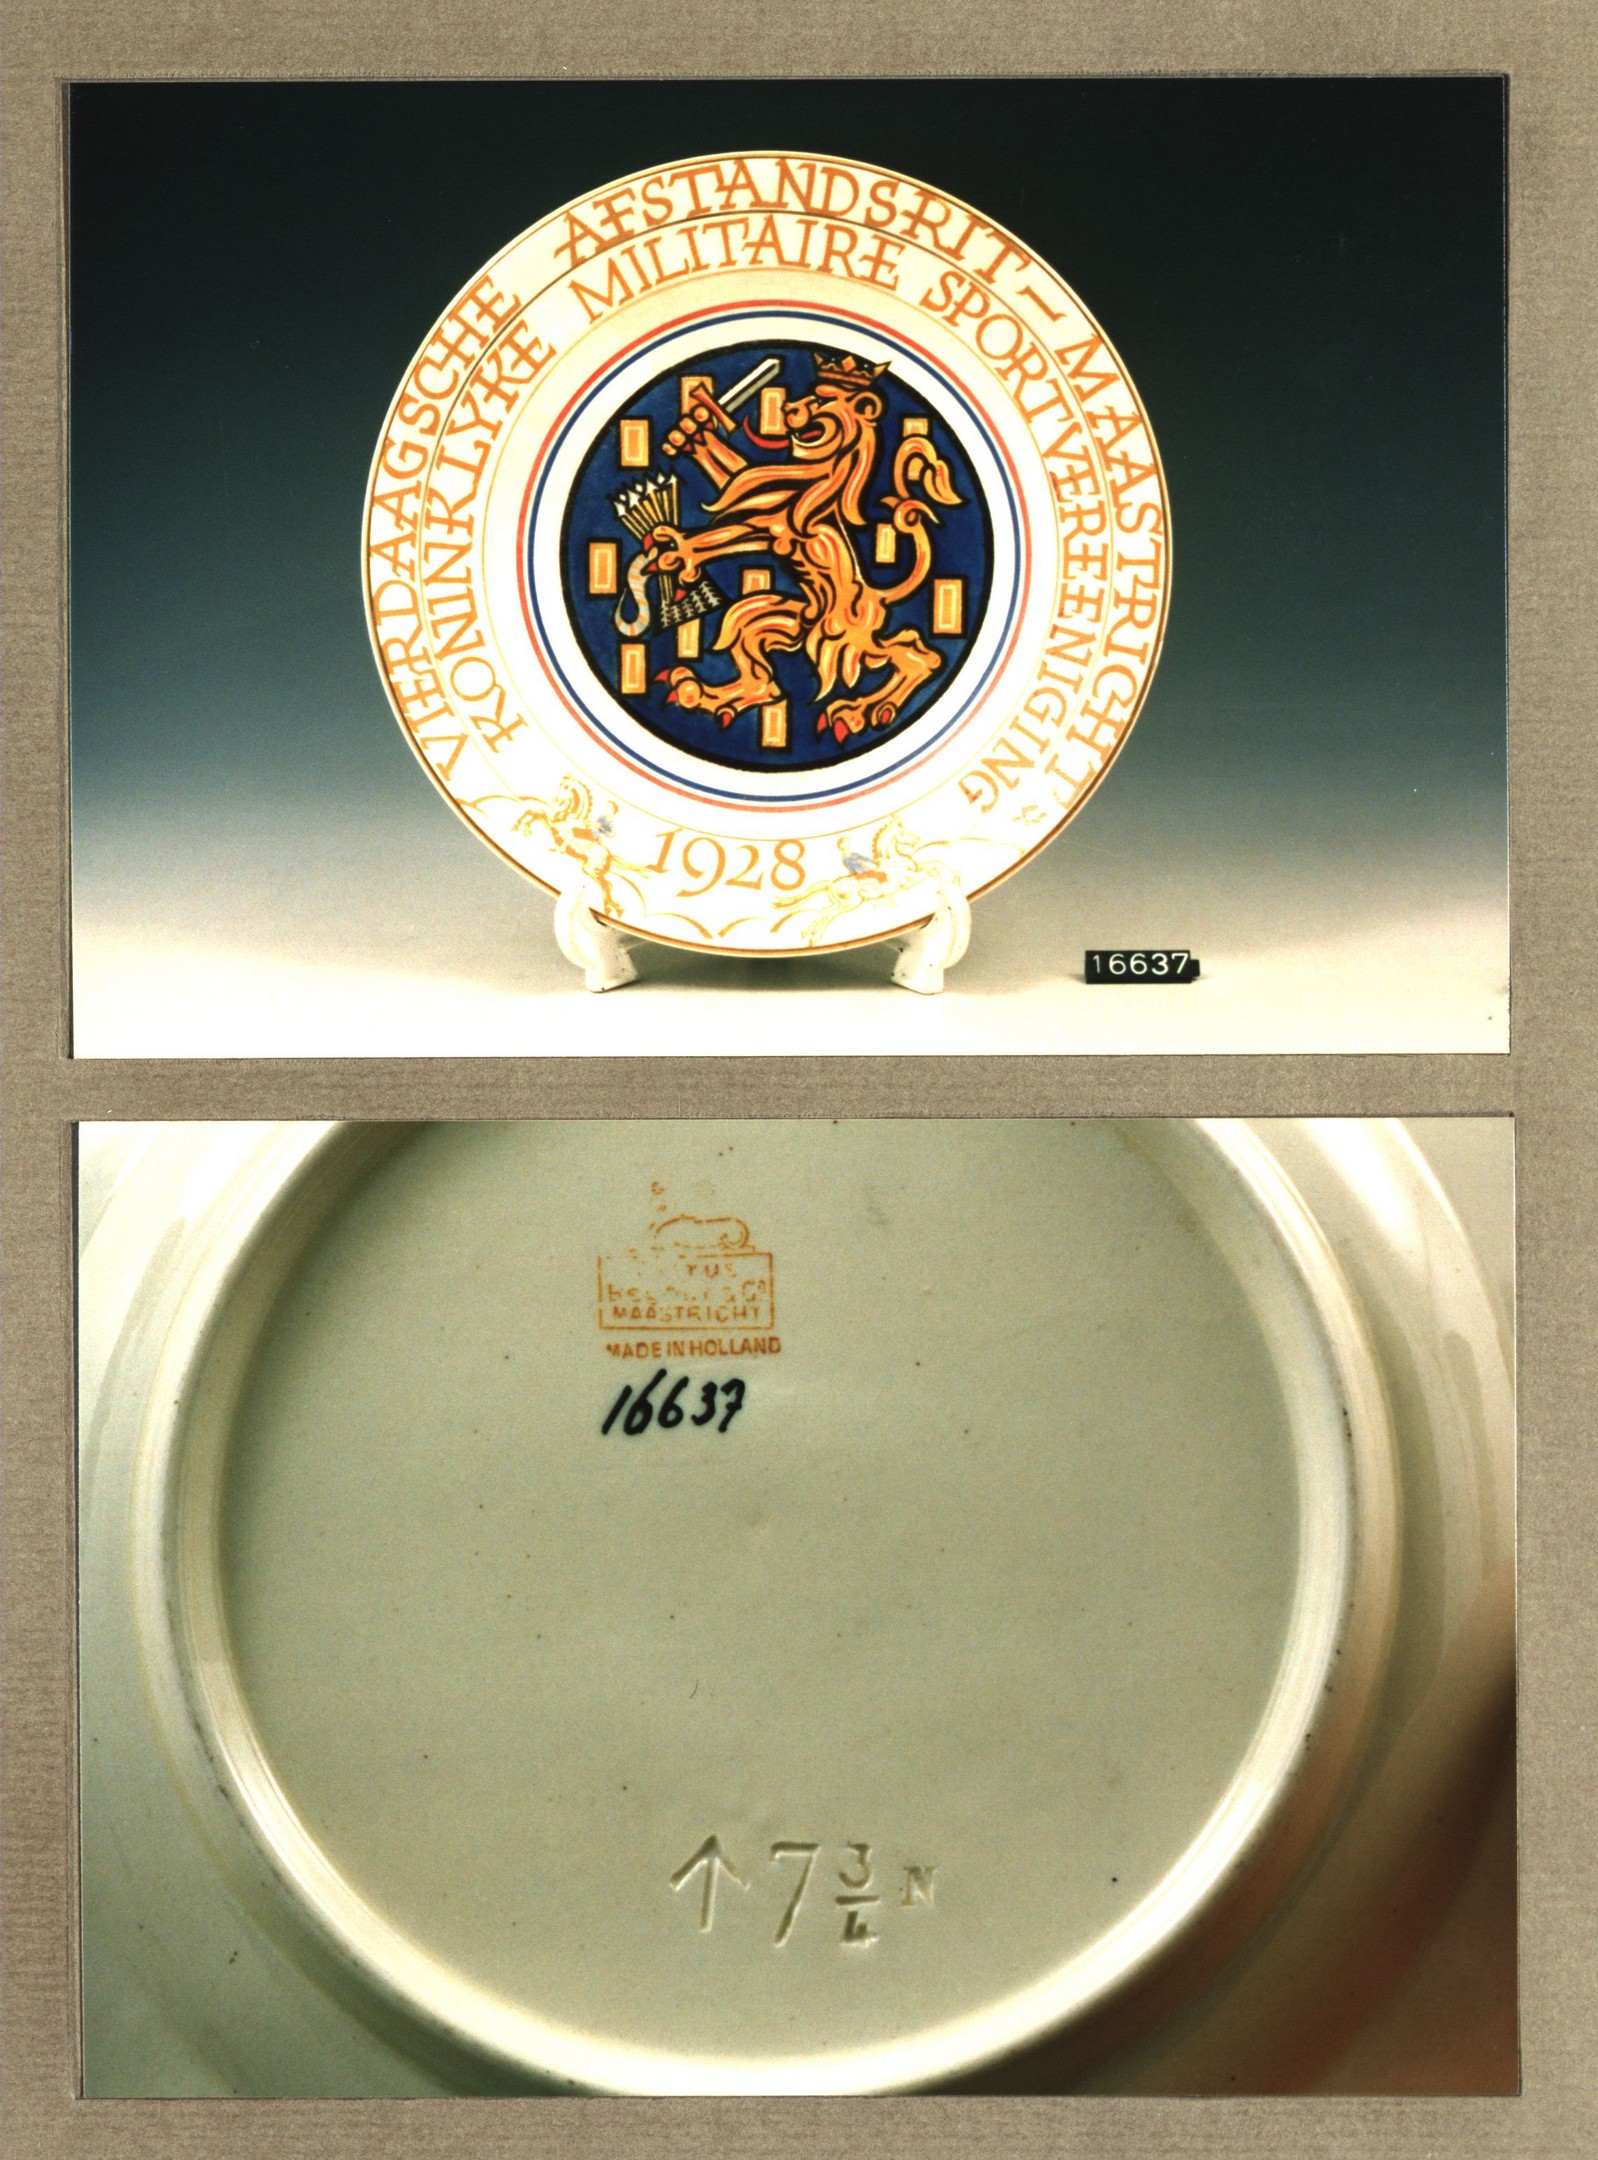 VIERDAAGSCHE AFSTANDSRIT – MAASTRICHT
KONINKLYKE MILITAIRE SPORTVEREENIGING
1928
16637
MAASTRICHT
MADE IN HOLLAND
16637
↑ 7 3/4 N